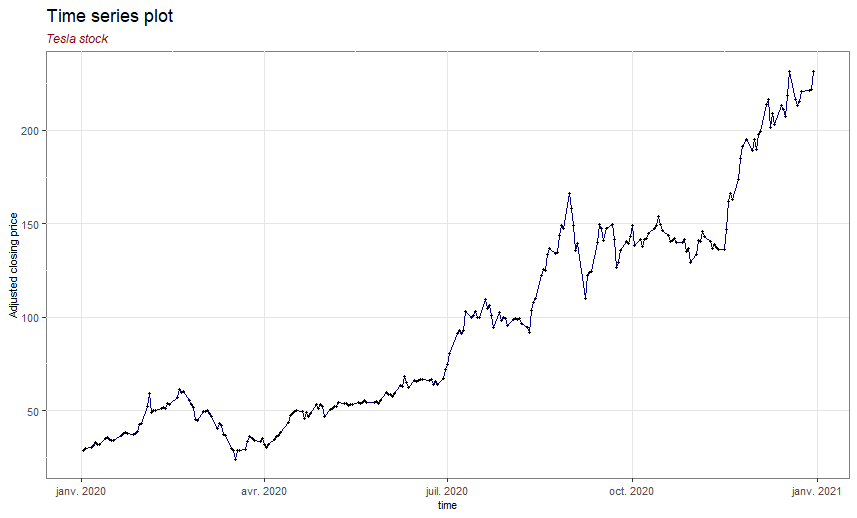 Time series plot
Tesla stock
Adjusted closing price
200
150
100
50
janv. 2020
avr. 2020
juil. 2020
oct. 2020
janv. 2021
time